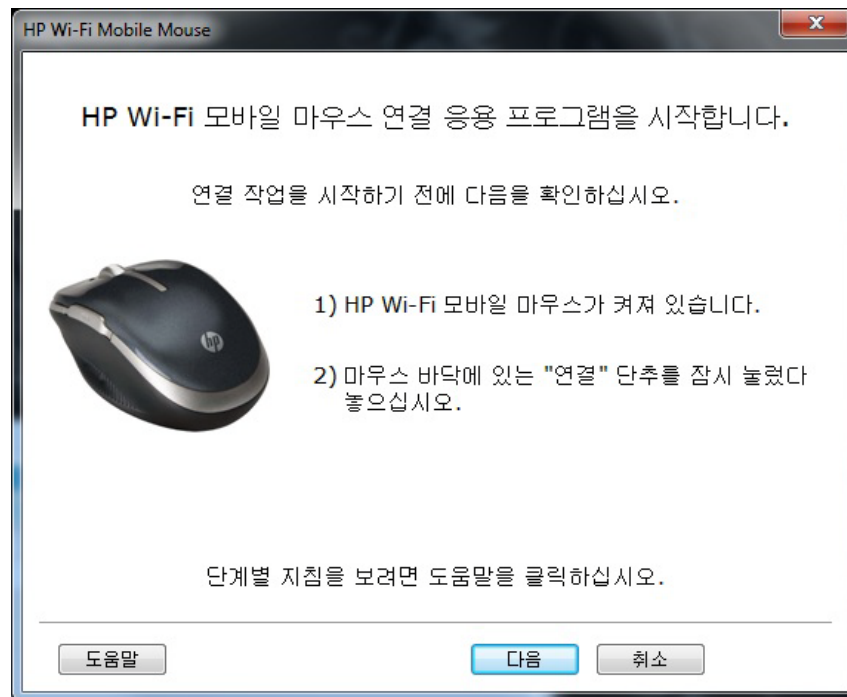 HP Wi-Fi Mobile Mouse
HP Wi-Fi 모바일 마우스 연결 응용 프로그램을 시작합니다.
연결 작업을 시작하기 전에 다음을 확인하십시오.
1) HP Wi-Fi 모바일 마우스가 켜져 있습니다.
2) 마우스 바닥에 있는 "연결" 단추를 잠시 눌렀다
놓으십시오.
hp
단계별 지침을 보려면 도움말을 클릭하십시오.
도움말
다음
취소